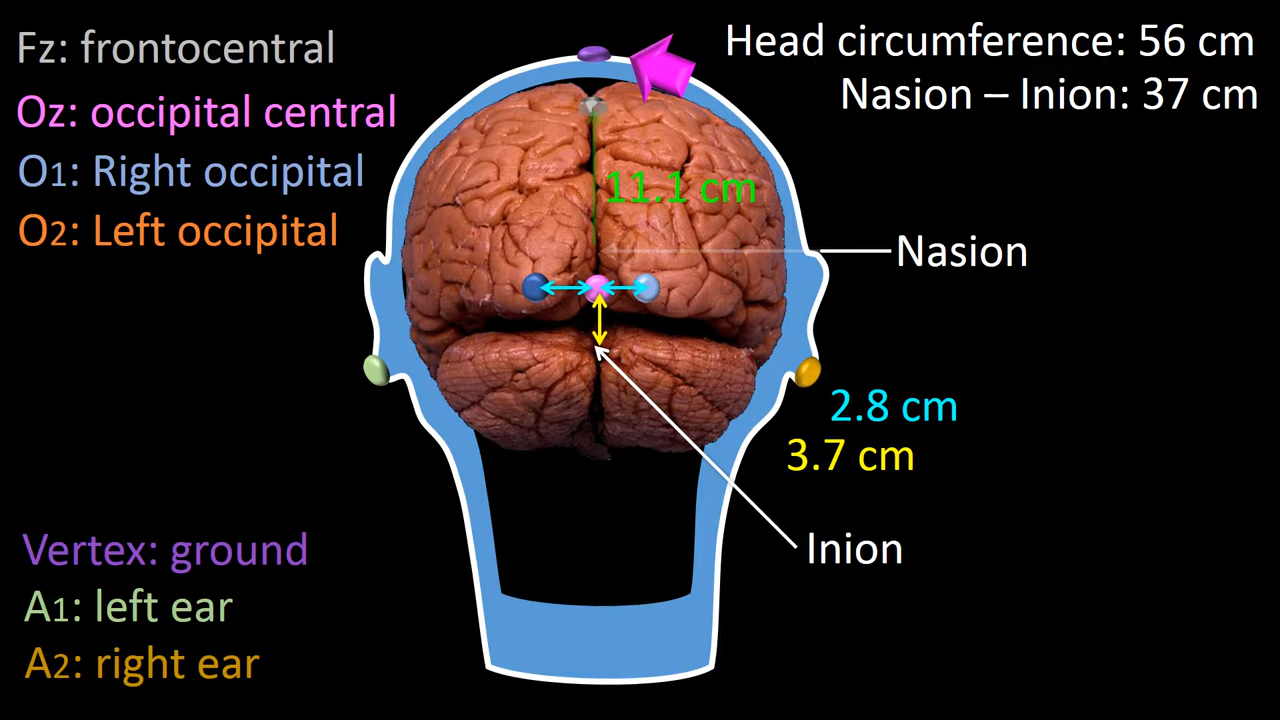 Fz: frontocentral
Oz: occipital central
O1: Right occipital
O2: Left occipital
Head circumference: 56 cm
Nasion – Inion: 37 cm
11.1 cm
Nasion
2.8 cm
3.7 cm
Inion
Vertex: ground
A1: left ear
A2: right ear